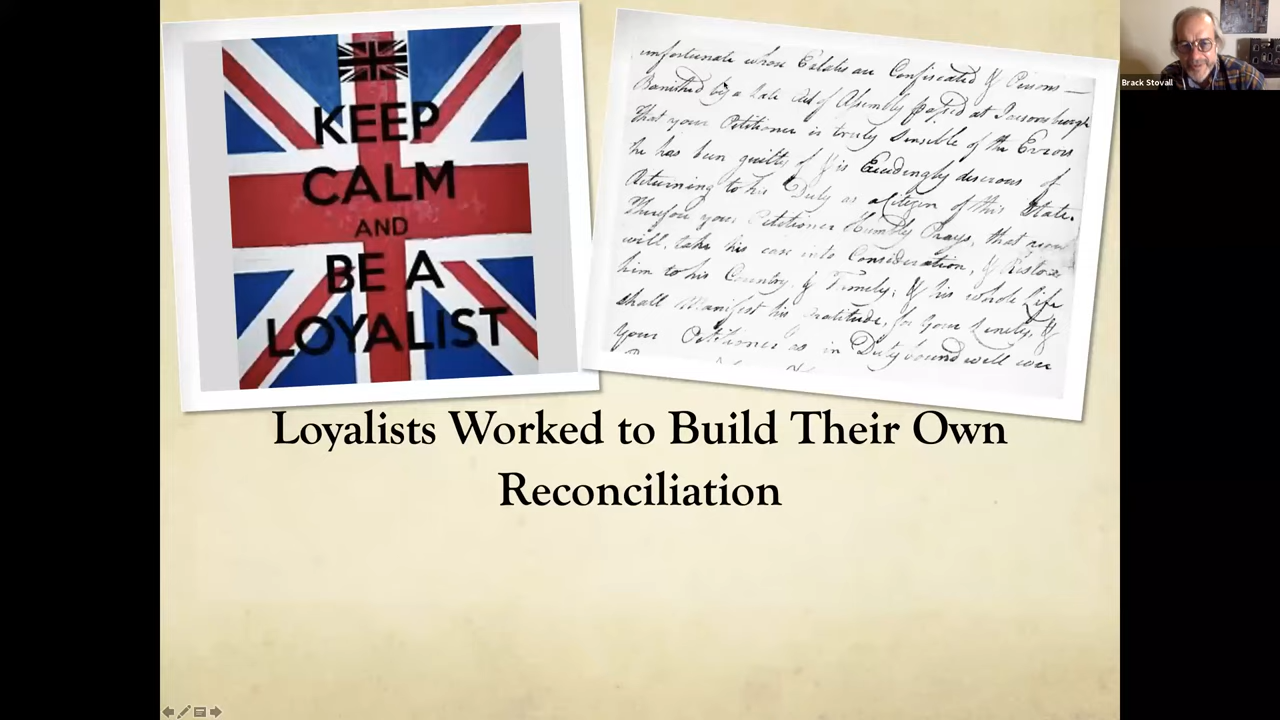 KEEP
CALM
AND
BE A
LOYALIST
unfortunate whose Estates are Confiscated & Persons —
Banished by a Late Act of Assembly passed at Jacksonburgh
That your Petitioner is truly Sensible of the Errors
he has been guilty of & is Exceedingly desirous of
Returning to his Duty as a Citizen of this State.
Therefore your Petitioner Humbly Prays, that you
will take his case into Consideration, & Restore
him to his Country & Family; & his whole Life
shall Manifest his Gratitude, for your Lenity, &
your Petitioner as in Duty bound will ever
Loyalists Worked to Build Their Own
Reconciliation
Brack Stovall